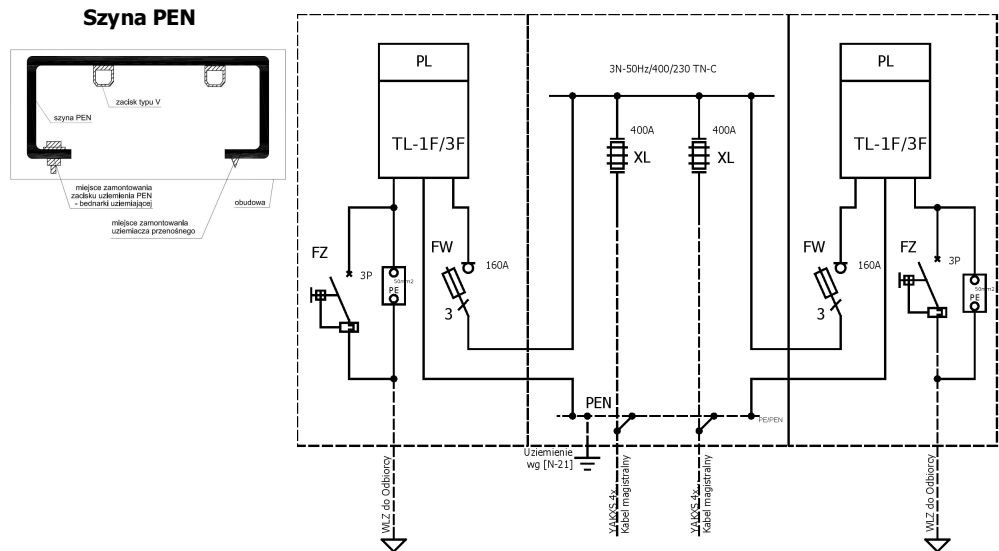 Szyna PEN
zacisk typu V
szyna PEN
miejsce zamontowania
zacisku uziemienia PEN
- bednarki uziemiającej
obudowa
miejsce zamontowania
uziemiacza przenośnego
PL
TL-1F/3F
FZ
3P
50mm2
PE
FW
160A
3
3N-50Hz/400/230 TN-C
400A
XL
400A
XL
PEN
PE/PEN
Uziemienie
wg [N-21]
YAKXS 4x...
Kabel magistralny
YAKXS 4x...
Kabel magistralny
WLZ do Odbiorcy
PL
TL-1F/3F
FW
160A
3
FZ
3P
50mm2
PE
WLZ do Odbiorcy